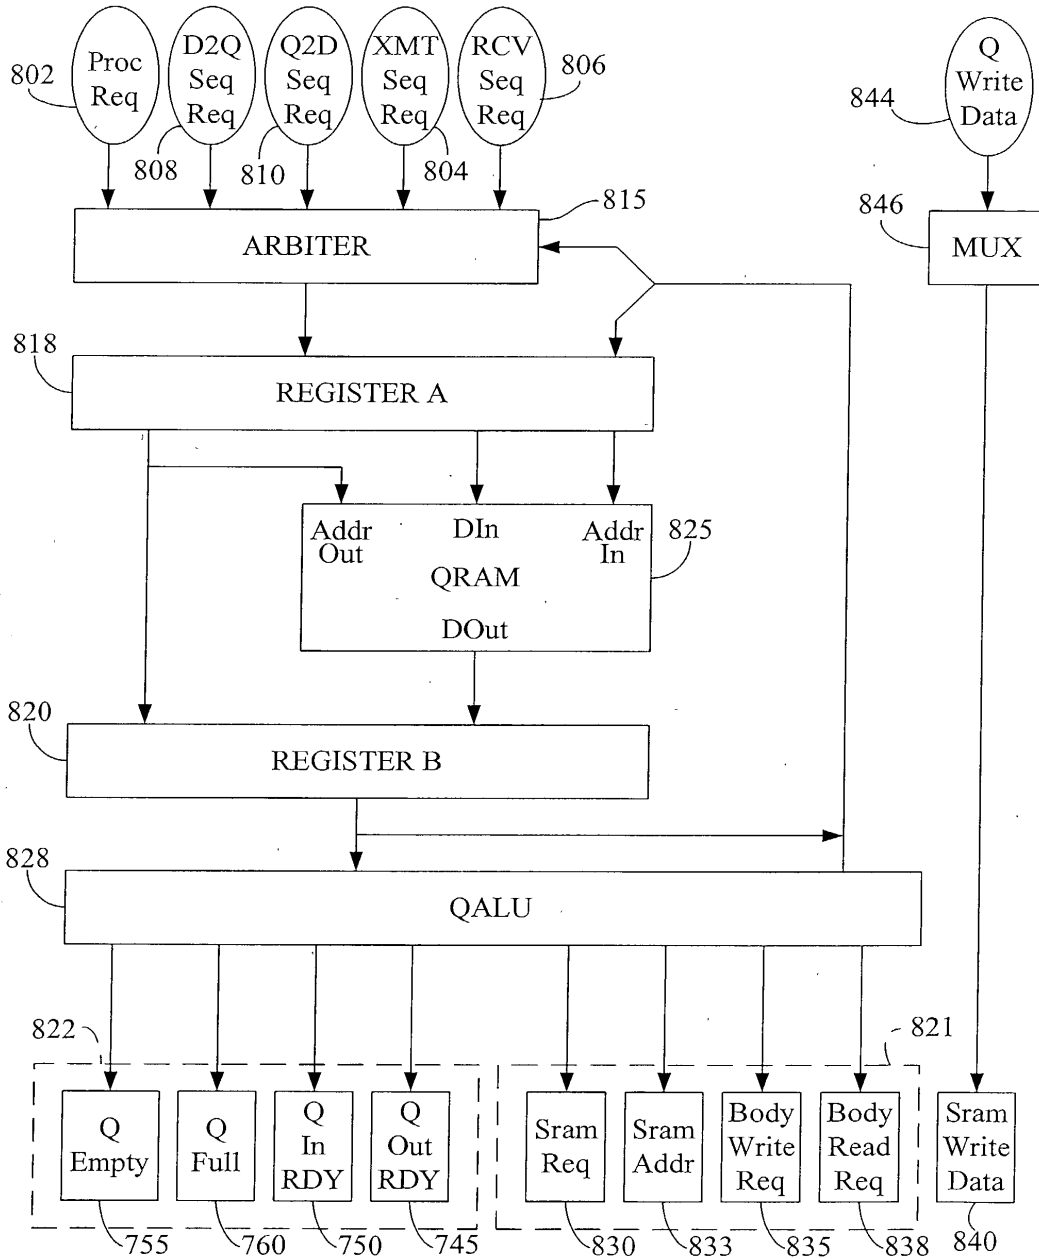 802
Proc
Req
D2Q
Seq
Req
Q2D
Seq
Req
XMT
Seq
Req
RCV
Seq
Req
806
808
810
804
844
Q
Write
Data
815
846
ARBITER
MUX
818
REGISTER A
Addr
Out
DIn
Addr
In
825
QRAM
DOut
820
REGISTER B
828
QALU
822
821
Q
Empty
Q
Full
Q
In
RDY
Q
Out
RDY
Sram
Req
Sram
Addr
Body
Write
Req
Body
Read
Req
Sram
Write
Data
755
760
750
745
830
833
835
838
840